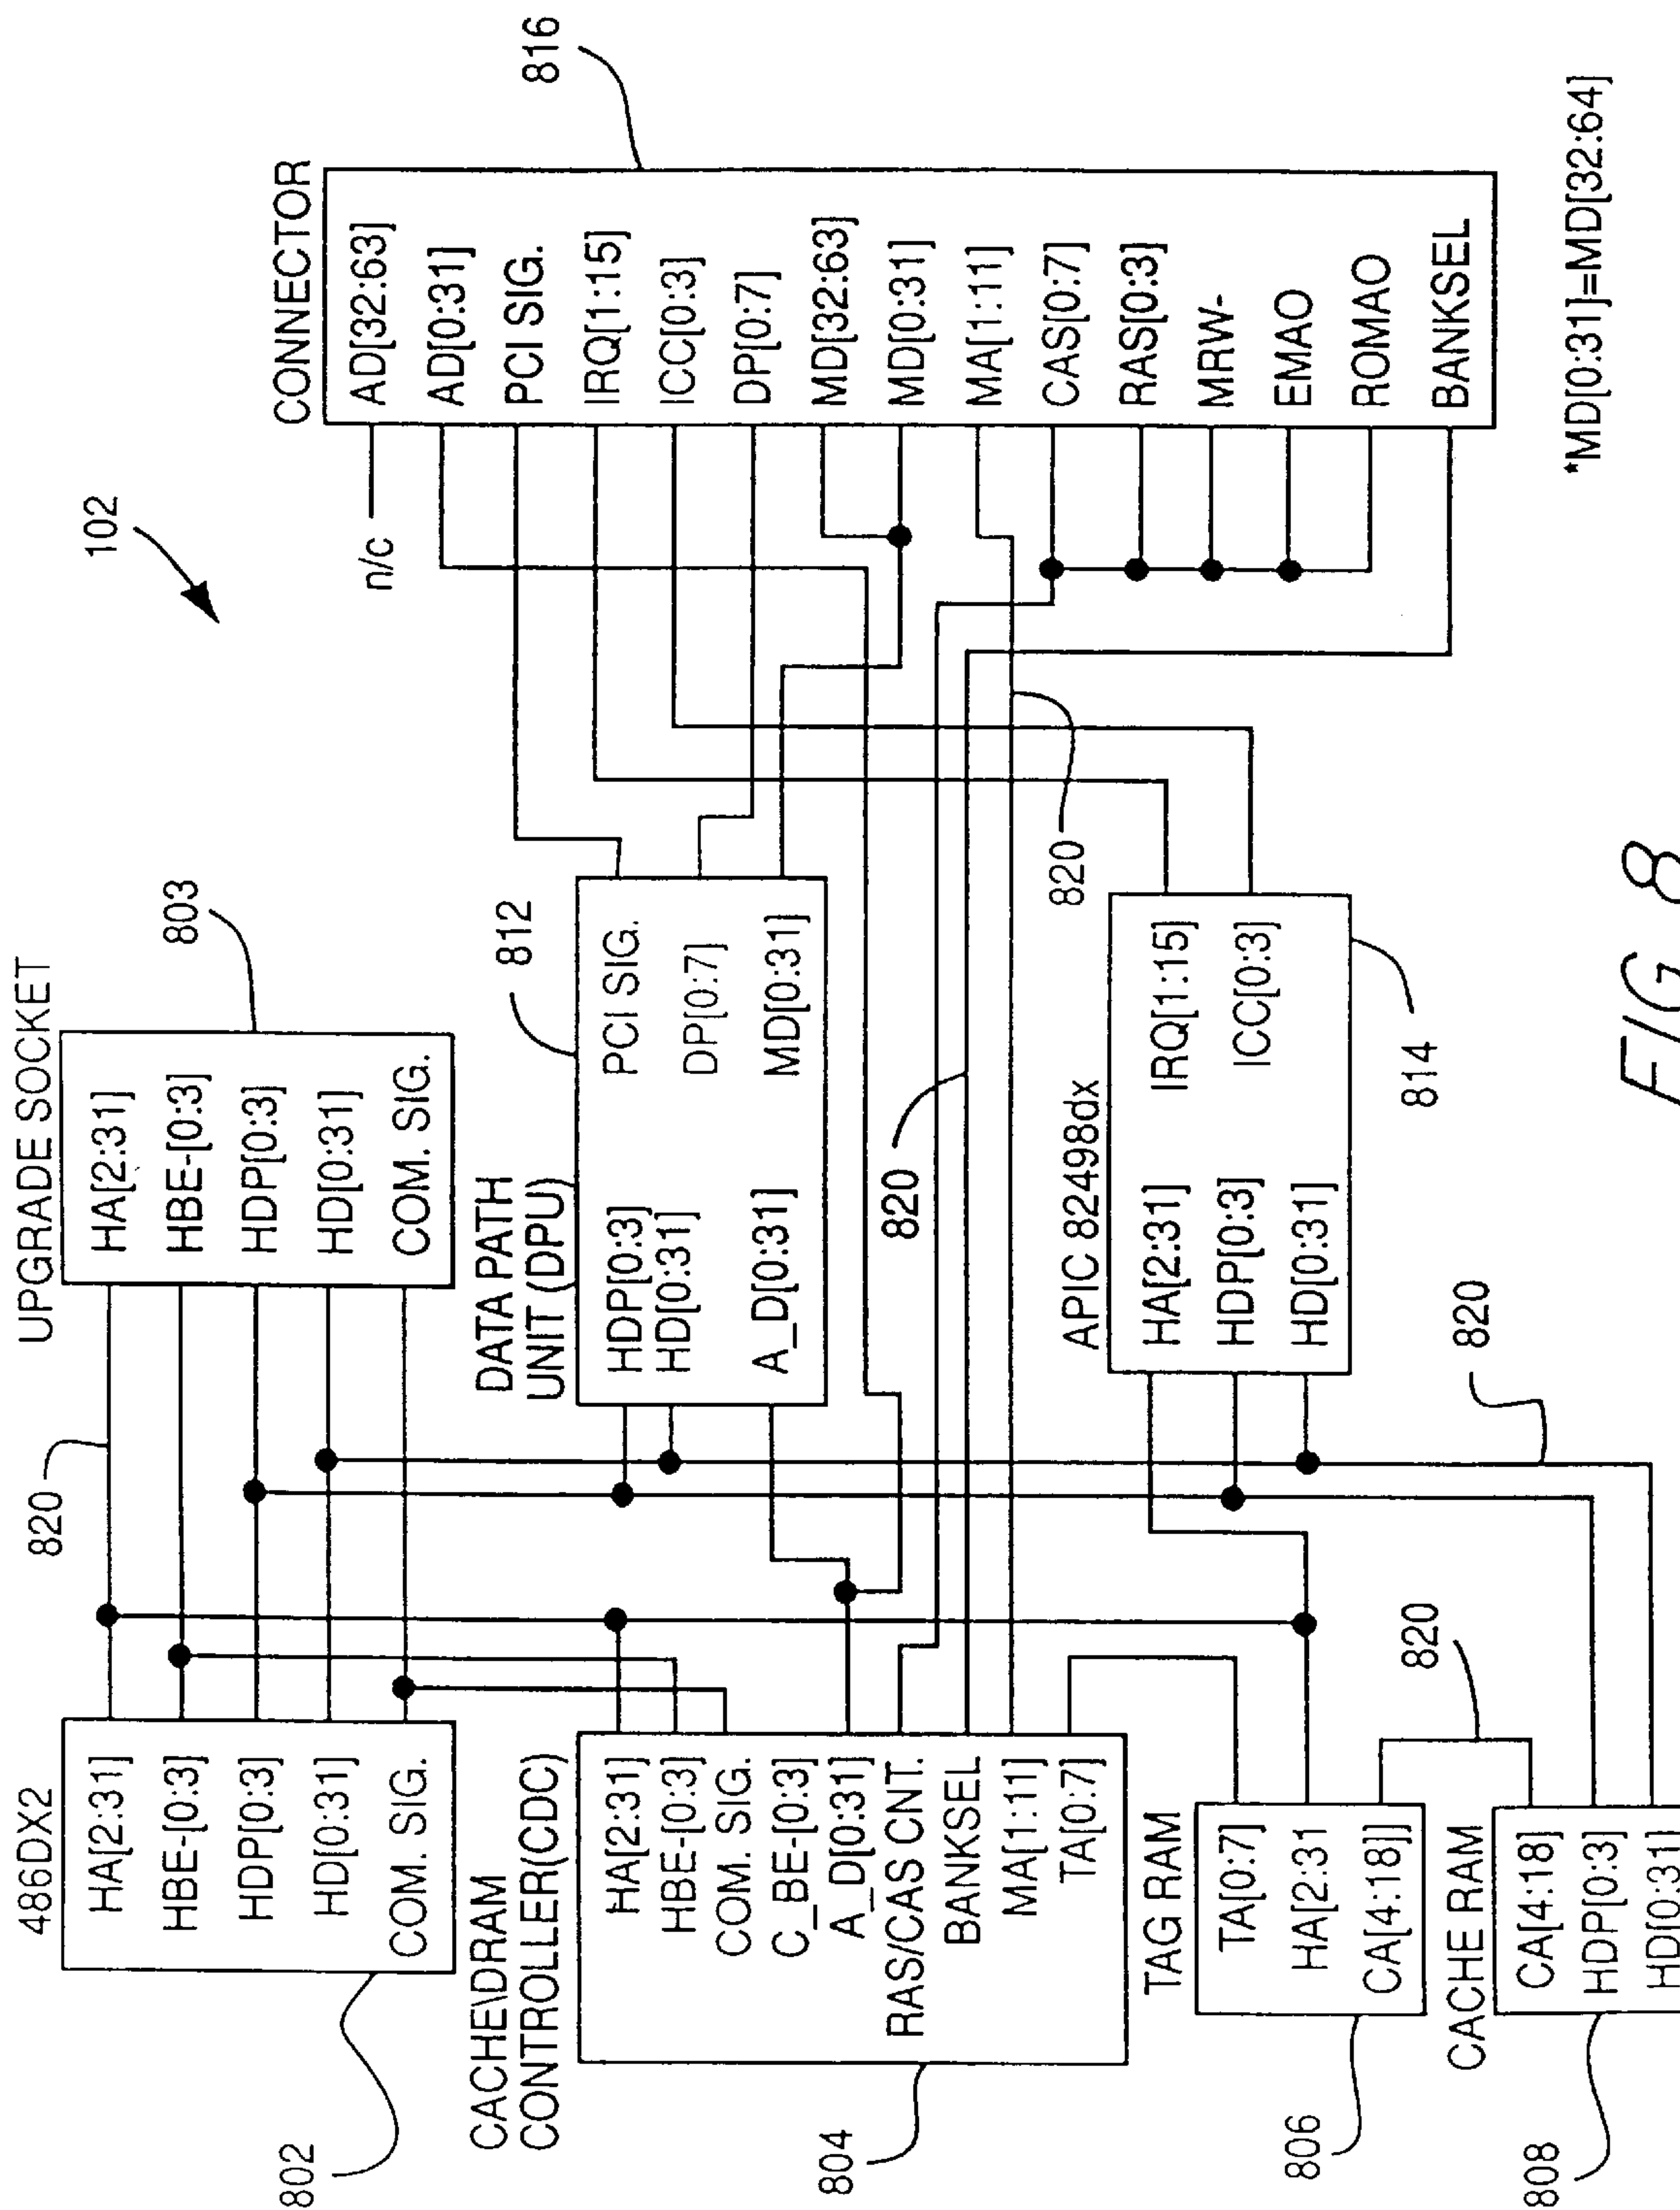 102
486DX2
HA[2:31]
HBE-[0:3]
HDP[0:3]
HD[0:31]
COM. SIG.
802
820
UPGRADE SOCKET
HA[2:31]
HBE-[0:3]
HDP[0:3]
HD[0:31]
COM. SIG.
803
CACHE\DRAM
CONTROLLER(CDC)
HA[2:31]
HBE-[0:3]
COM. SIG.
C_BE-[0:3]
A_D[0:31]
RAS/CAS CNT.
BANKSEL
MA[1:11]
TA[0:7]
804
DATA PATH
UNIT (DPU)
HDP[0:3]
HD[0:31]
A_D[0:31]
PCI SIG.
DP[0:7]
MD[0:31]
812
820
820
TAG RAM
TA[0:7]
HA[2:31
CA[4:18]]
806
820
CACHE RAM
CA[4:18]
HDP[0:3]
HD[0:31]
808
APIC 82498dx
HA[2:31]
HDP[0:3]
HD[0:31]
IRQ[1:15]
ICC[0:3]
814
820
CONNECTOR
n/c
AD[32:63]
AD[0:31]
PCI SIG.
IRQ[1:15]
ICC[0:3]
DP[0:7]
MD[32:63]
MD[0:31]
MA[1:11]
CAS[0:7]
RAS[0:3]
MRW-
EMAO
ROMAO
BANKSEL
816
*MD[0:31]=MD[32:64]
FIG 8